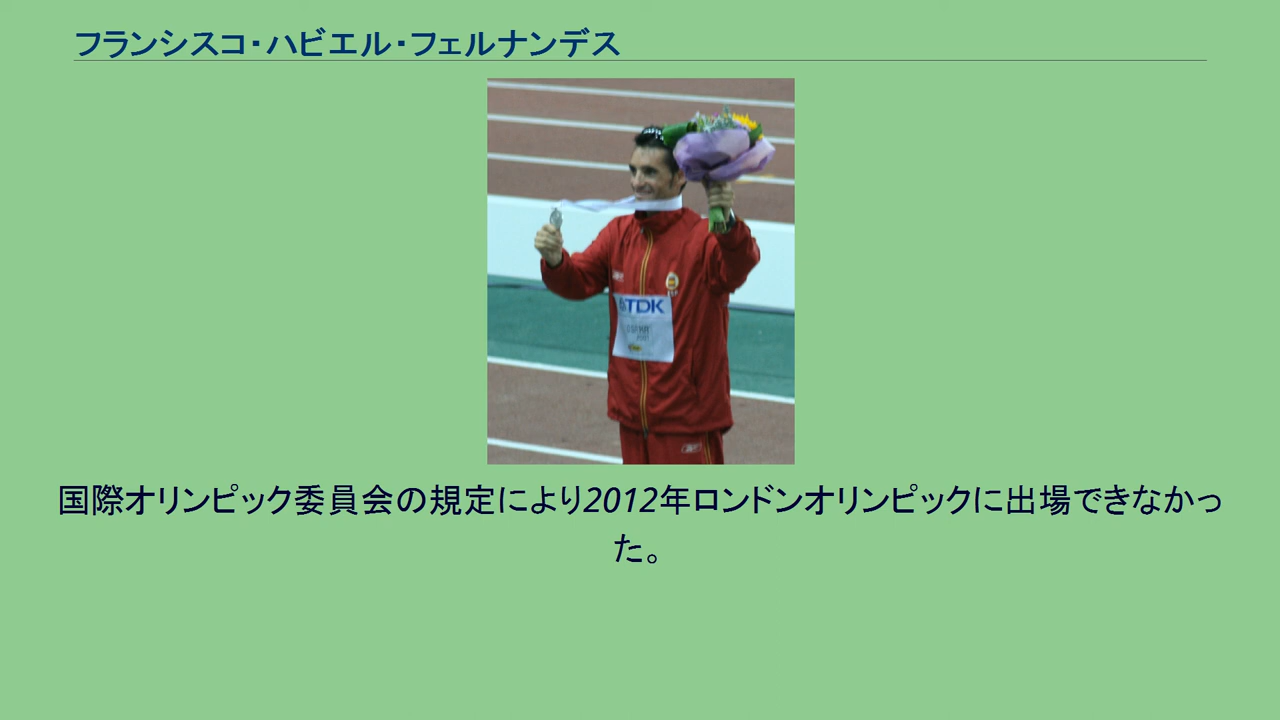 フランシスコ・ハビエル・フェルナンデス
TDK
国際オリンピック委員会の規定により2012年ロンドンオリンピックに出場できなかっ
た。